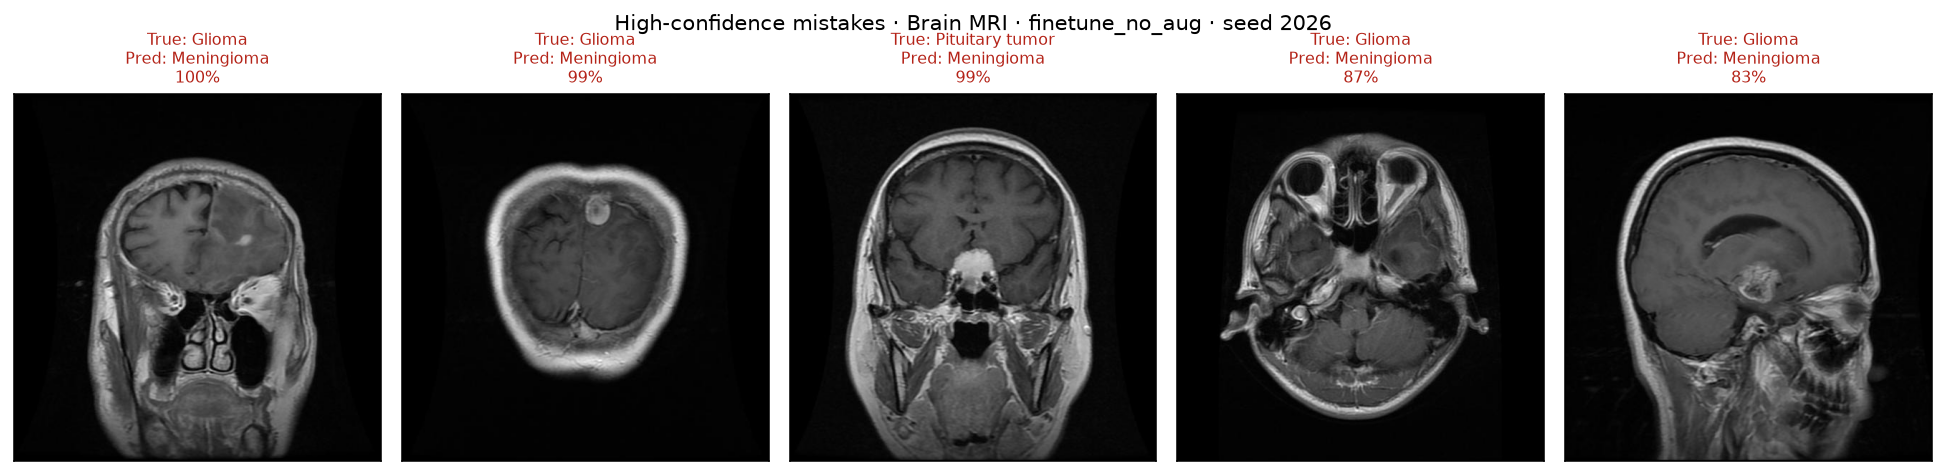 High-confidence mistakes · Brain MRI · finetune_no_aug · seed 2026
True: Glioma
Pred: Meningioma
100%
True: Glioma
Pred: Meningioma
99%
True: Pituitary tumor
Pred: Meningioma
99%
True: Glioma
Pred: Meningioma
87%
True: Glioma
Pred: Meningioma
83%